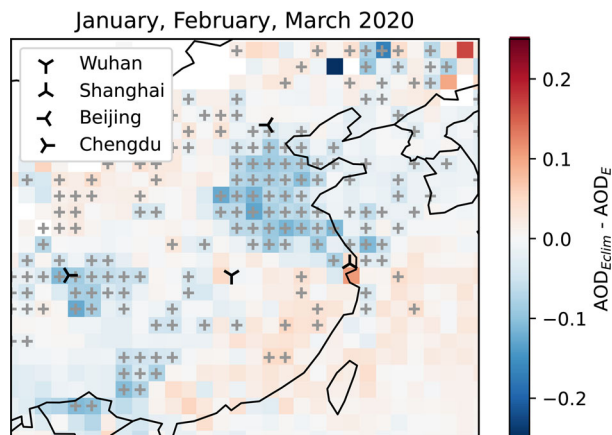 January, February, March 2020
Wuhan
Shanghai
Beijing
Chengdu
0.2
0.1
0.0
−0.1
−0.2
AOD_Eclim - AOD_E